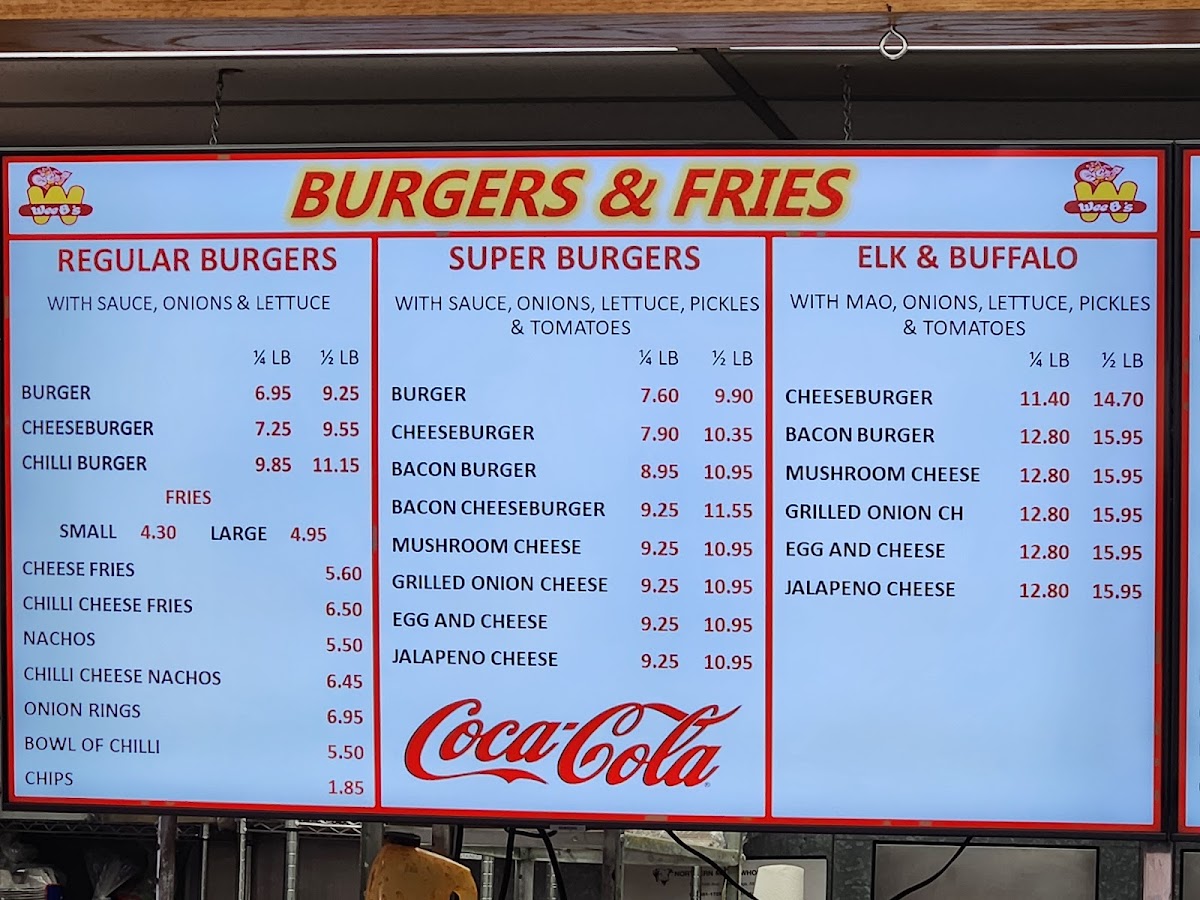 BURGERS & FRIES
Wee B's
Wee B's
REGULAR BURGERS
WITH SAUCE, ONIONS & LETTUCE
¼ LB ½ LB
BURGER 6.95 9.25
CHEESEBURGER 7.25 9.55
CHILLI BURGER 9.85 11.15
FRIES
SMALL 4.30 LARGE 4.95
CHEESE FRIES 5.60
CHILLI CHEESE FRIES 6.50
NACHOS 5.50
CHILLI CHEESE NACHOS 6.45
ONION RINGS 6.95
BOWL OF CHILLI 5.50
CHIPS 1.85
SUPER BURGERS
WITH SAUCE, ONIONS, LETTUCE, PICKLES
& TOMATOES
¼ LB ½ LB
BURGER 7.60 9.90
CHEESEBURGER 7.90 10.35
BACON BURGER 8.95 10.95
BACON CHEESEBURGER 9.25 11.55
MUSHROOM CHEESE 9.25 10.95
GRILLED ONION CHEESE 9.25 10.95
EGG AND CHEESE 9.25 10.95
JALAPENO CHEESE 9.25 10.95
Coca-Cola
ELK & BUFFALO
WITH MAO, ONIONS, LETTUCE, PICKLES
& TOMATOES
¼ LB ½ LB
CHEESEBURGER 11.40 14.70
BACON BURGER 12.80 15.95
MUSHROOM CHEESE 12.80 15.95
GRILLED ONION CH 12.80 15.95
EGG AND CHEESE 12.80 15.95
JALAPENO CHEESE 12.80 15.95